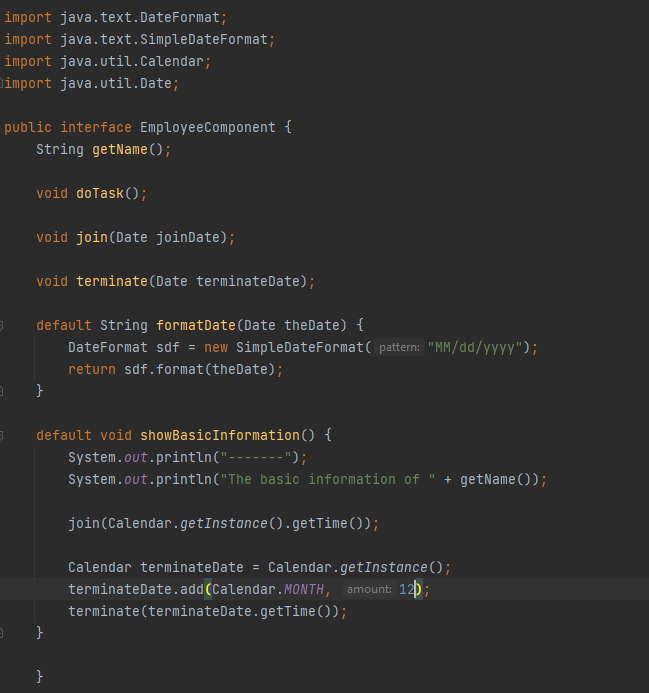 import java.text.DateFormat;
import java.text.SimpleDateFormat;
import java.util.Calendar;
import java.util.Date;
public interface EmployeeComponent {
String getName();
void doTask();
void join(Date joinDate);
void terminate(Date terminateDate);
default String formatDate(Date theDate) {
DateFormat sdf = new SimpleDateFormat( pattern: "MM/dd/yyyy");
return sdf.format(theDate);
}
default void showBasicInformation() {
System.out.println("-------");
System.out.println("The basic information of " + getName());
join(Calendar.getInstance().getTime());
Calendar terminateDate = Calendar.getInstance();
terminateDate.add(Calendar.MONTH, amount: 12);
terminate(terminateDate.getTime());
}
}